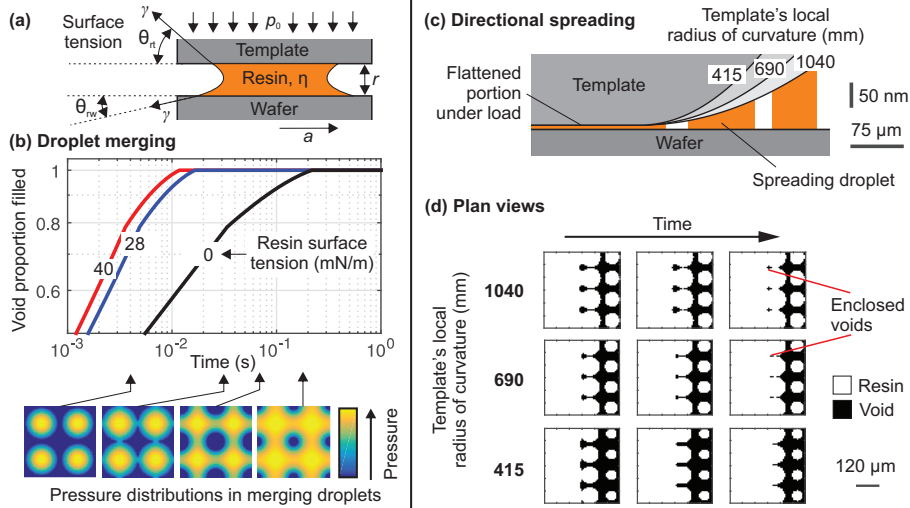 (a)
Surface
tension
γ
θrt
p₀
Template
Resin, η
r
θrw
γ
Wafer
a
(b) Droplet merging
Void proportion filled
1
0.8
0.6
40
28
0
Resin surface
tension (mN/m)
10⁻³
10⁻²
10⁻¹
10⁰
Time (s)
Pressure
Pressure distributions in merging droplets
(c) Directional spreading
Template's local
radius of curvature (mm)
415
690
1040
Flattened
portion
under load
Template
Wafer
50 nm
75 µm
Spreading droplet
(d) Plan views
Time
Template's local
radius of curvature (mm)
1040
690
415
Enclosed
voids
Resin
Void
120 µm